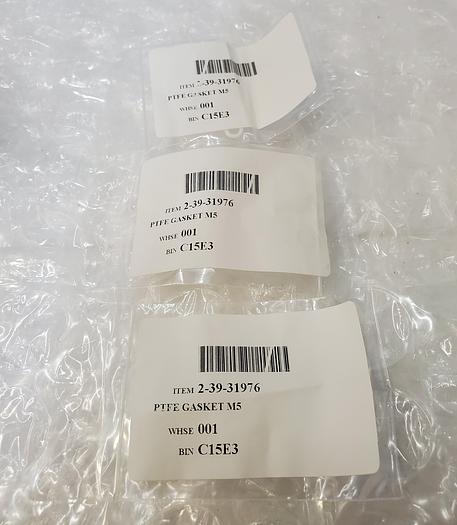 ITEM 2-39-31976
PTFE GASKET M5
WHSE 001
BIN C15E3
ITEM 2-39-31976
PTFE GASKET M5
WHSE 001
BIN C15E3
ITEM 2-39-31976
PTFE GASKET M5
WHSE 001
BIN C15E3